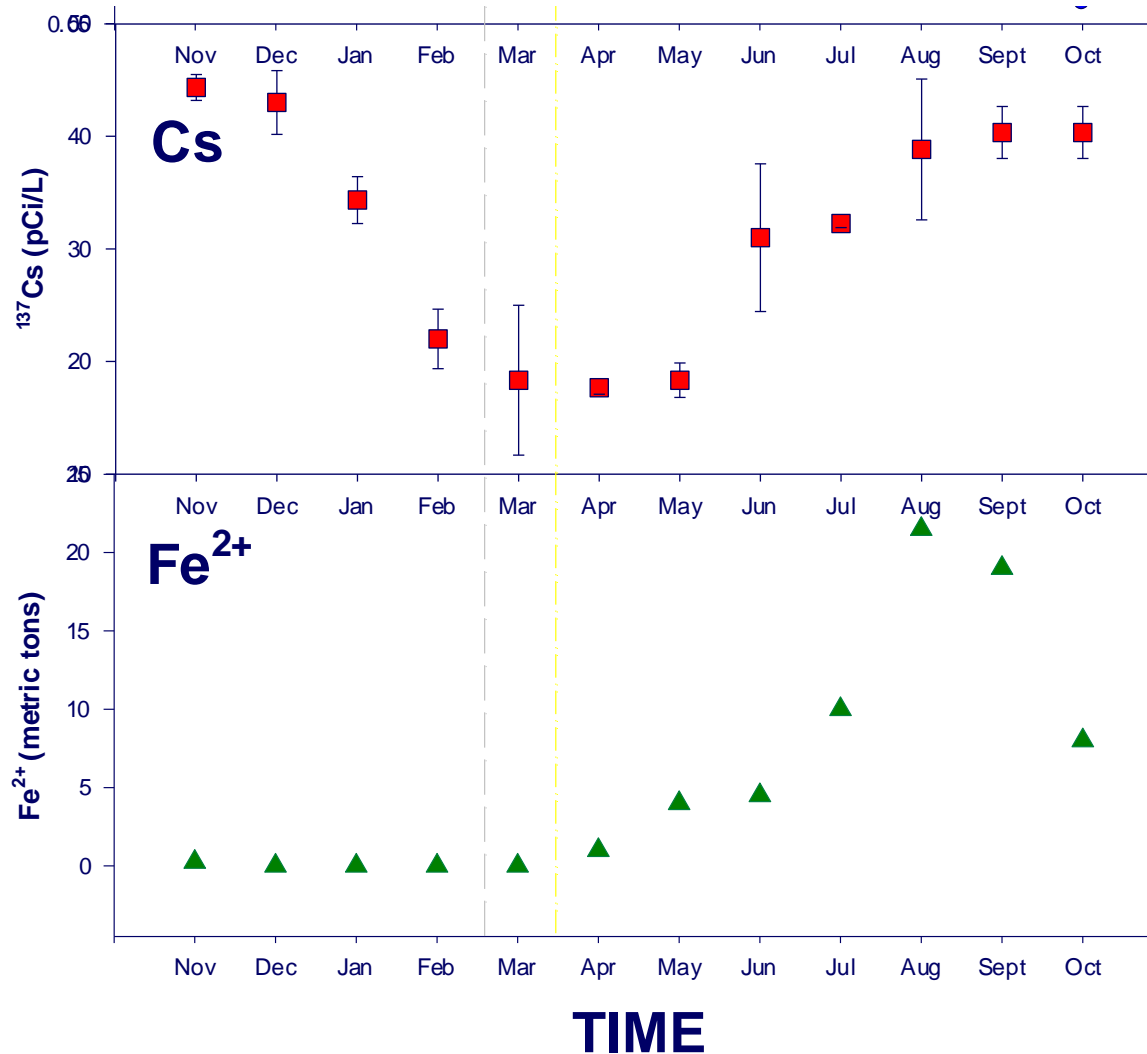 Nov Dec Jan Feb Mar Apr May Jun Jul Aug Sept Oct
Cs
40
30
20
¹³⁷Cs (pCi/L)
Nov Dec Jan Feb Mar Apr May Jun Jul Aug Sept Oct
Fe²⁺
20
15
10
5
0
Fe²⁺ (metric tons)
Nov Dec Jan Feb Mar Apr May Jun Jul Aug Sept Oct
TIME